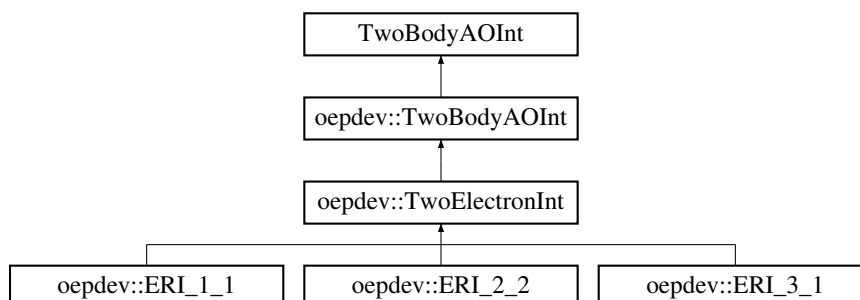 TwoBodyAOInt
oepdev::TwoBodyAOInt
oepdev::TwoElectronInt
oepdev::ERI_1_1 oepdev::ERI_2_2 oepdev::ERI_3_1